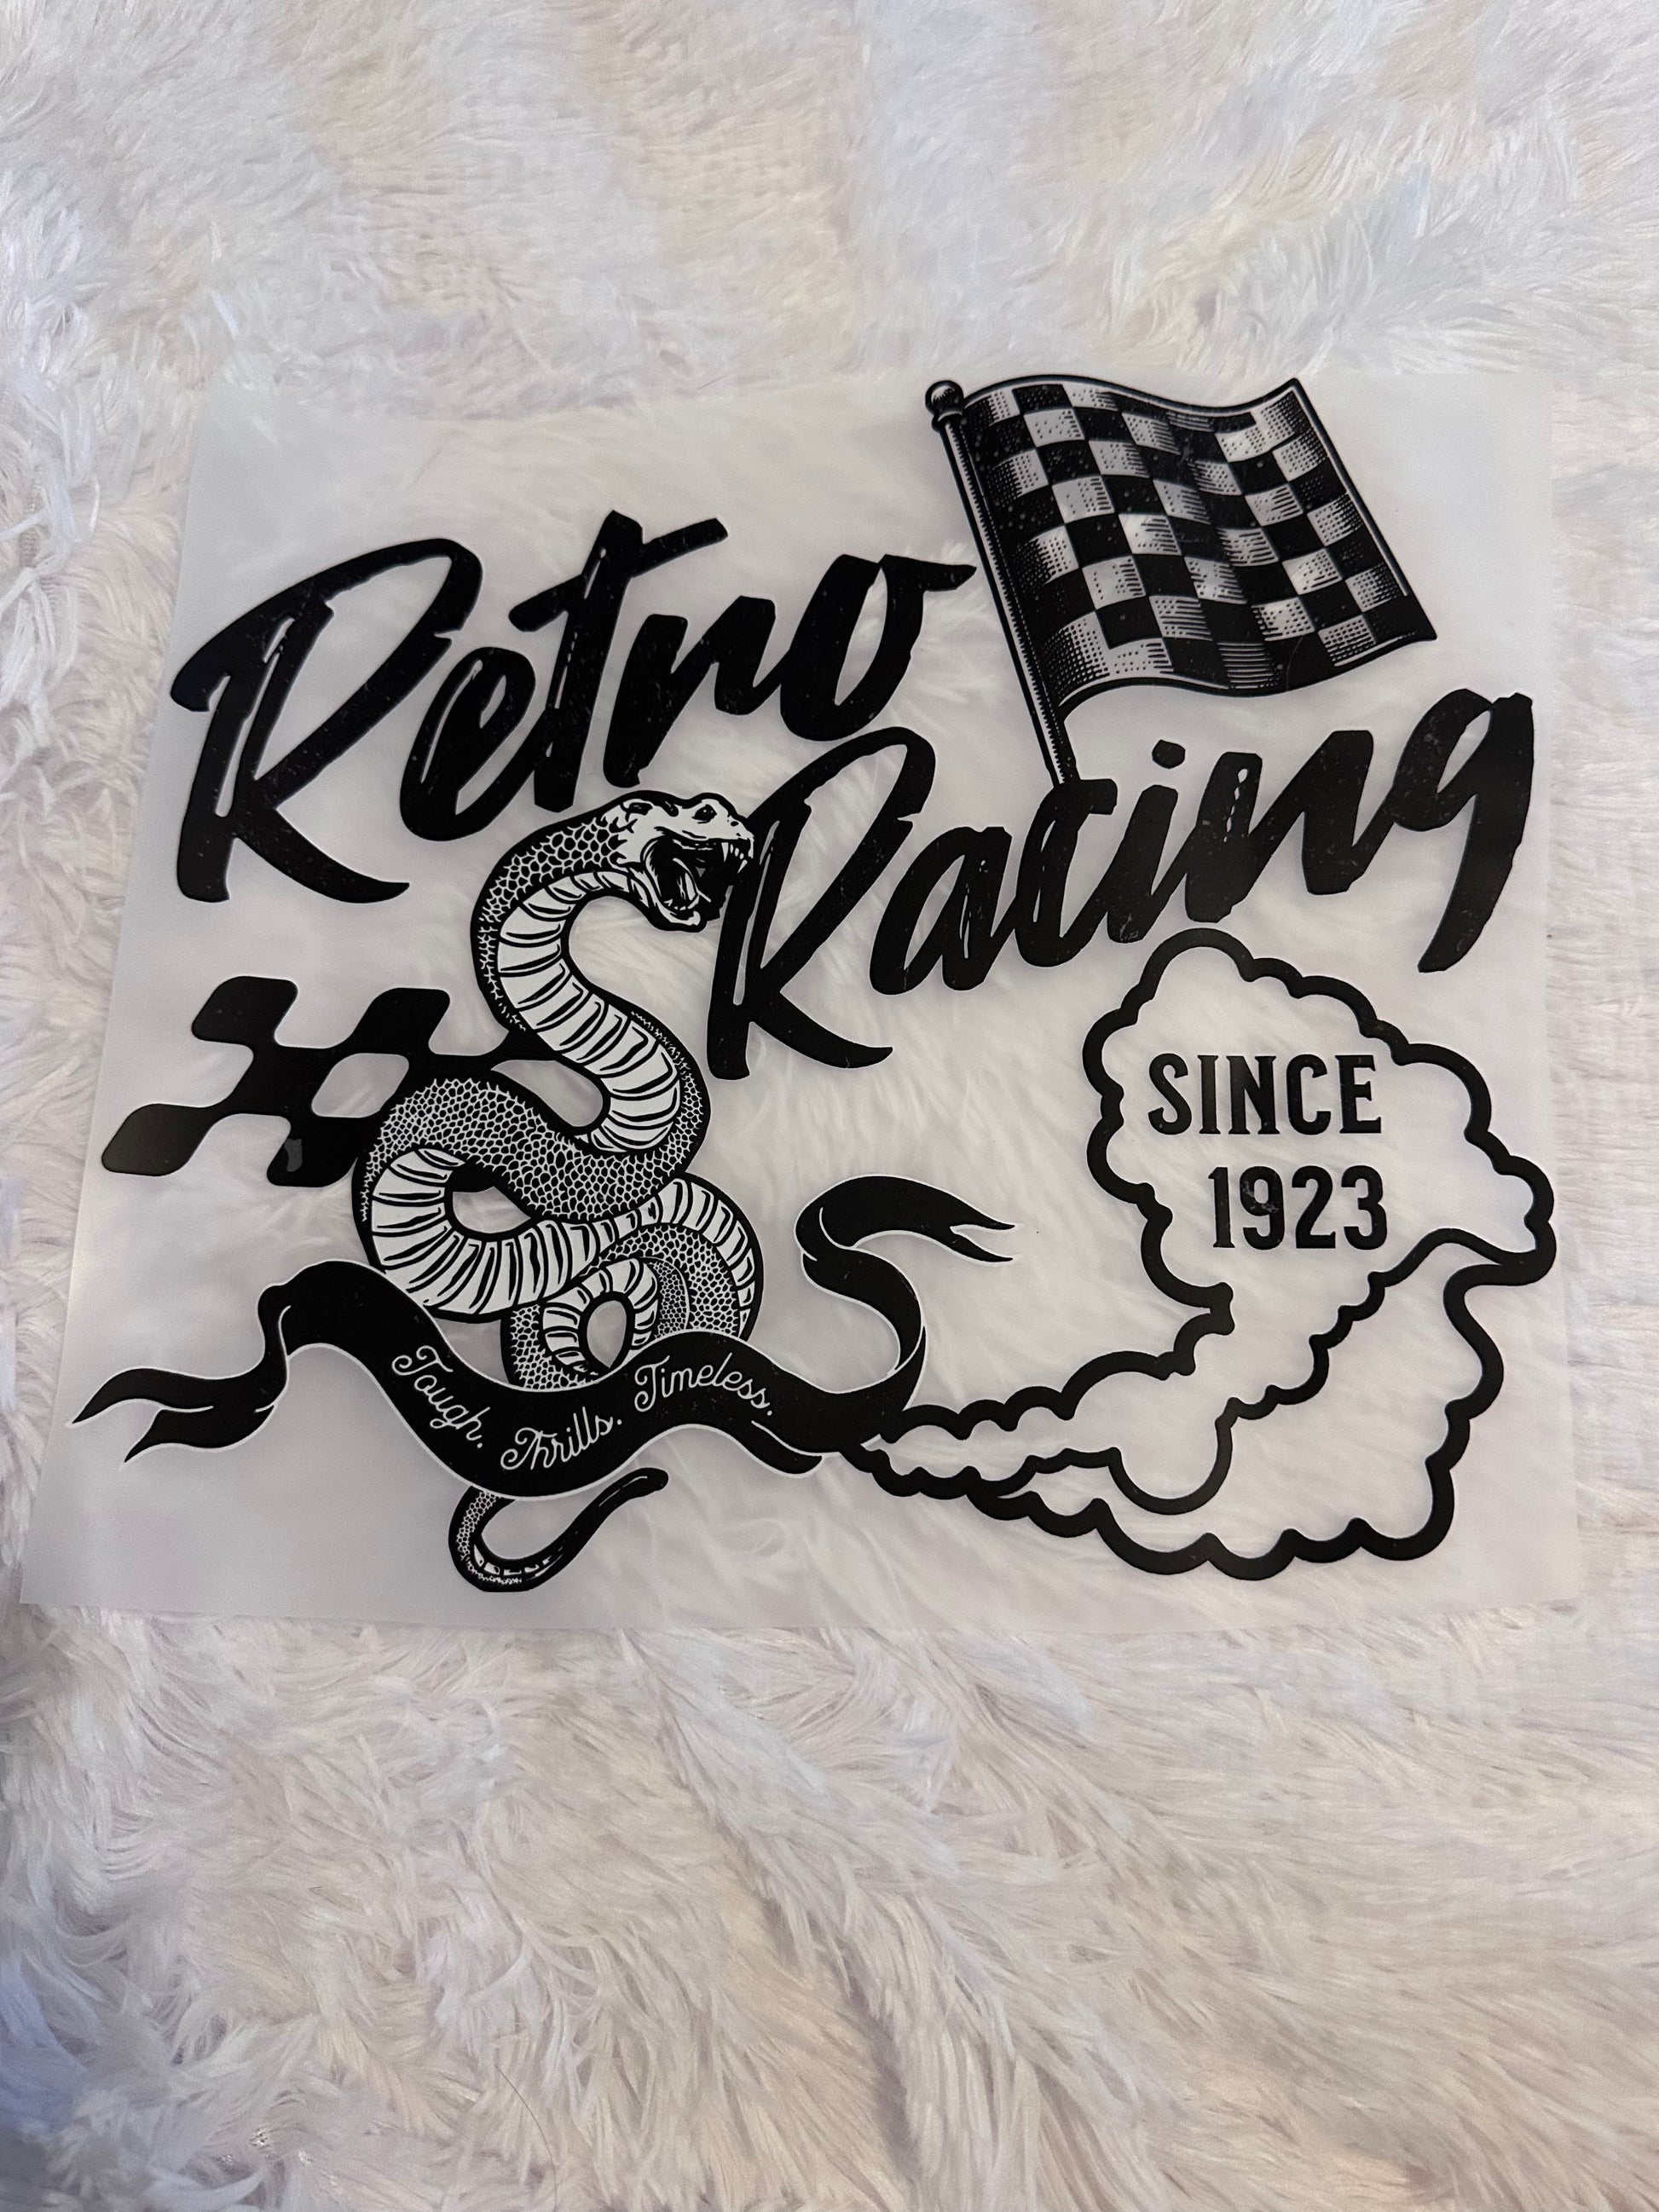 Retro
Racing
SINCE
1923
Tough. Thrills. Timeless.